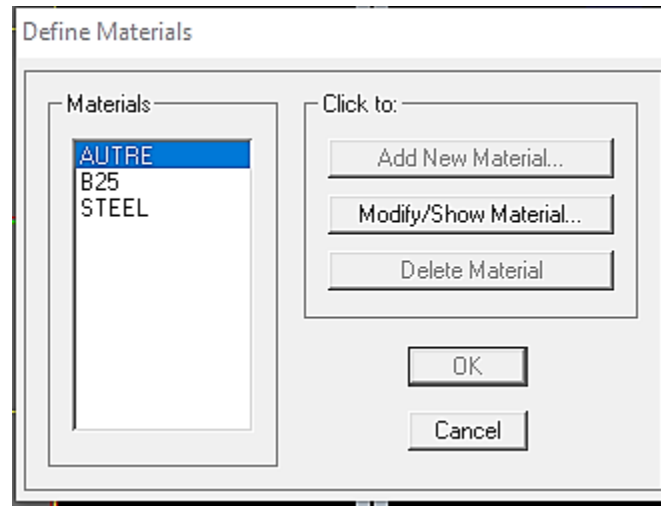 Define Materials
Materials
AUTRE
B25
STEEL
Click to:
Add New Material...
Modify/Show Material...
Delete Material
OK
Cancel